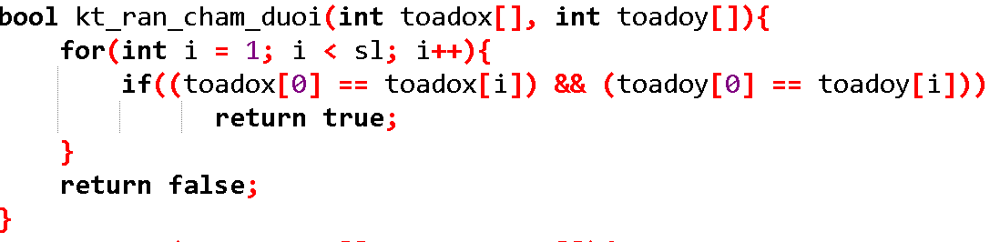 bool kt_ran_cham_duoi(int toadox[], int toadoy[]){
    for(int i = 1; i < sl; i++){
        if((toadox[0] == toadox[i]) && (toadoy[0] == toadoy[i]))
            return true;
    }
    return false;
}